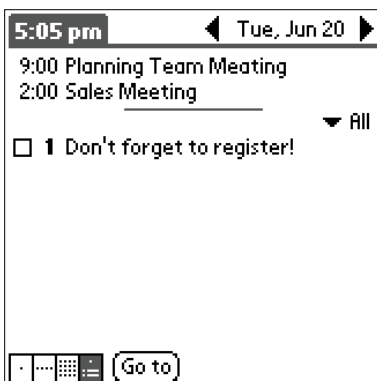 5:05 pm Tue, Jun 20
9:00 Planning Team Meating
2:00 Sales Meeting
All
1 Don't forget to register!
Go to